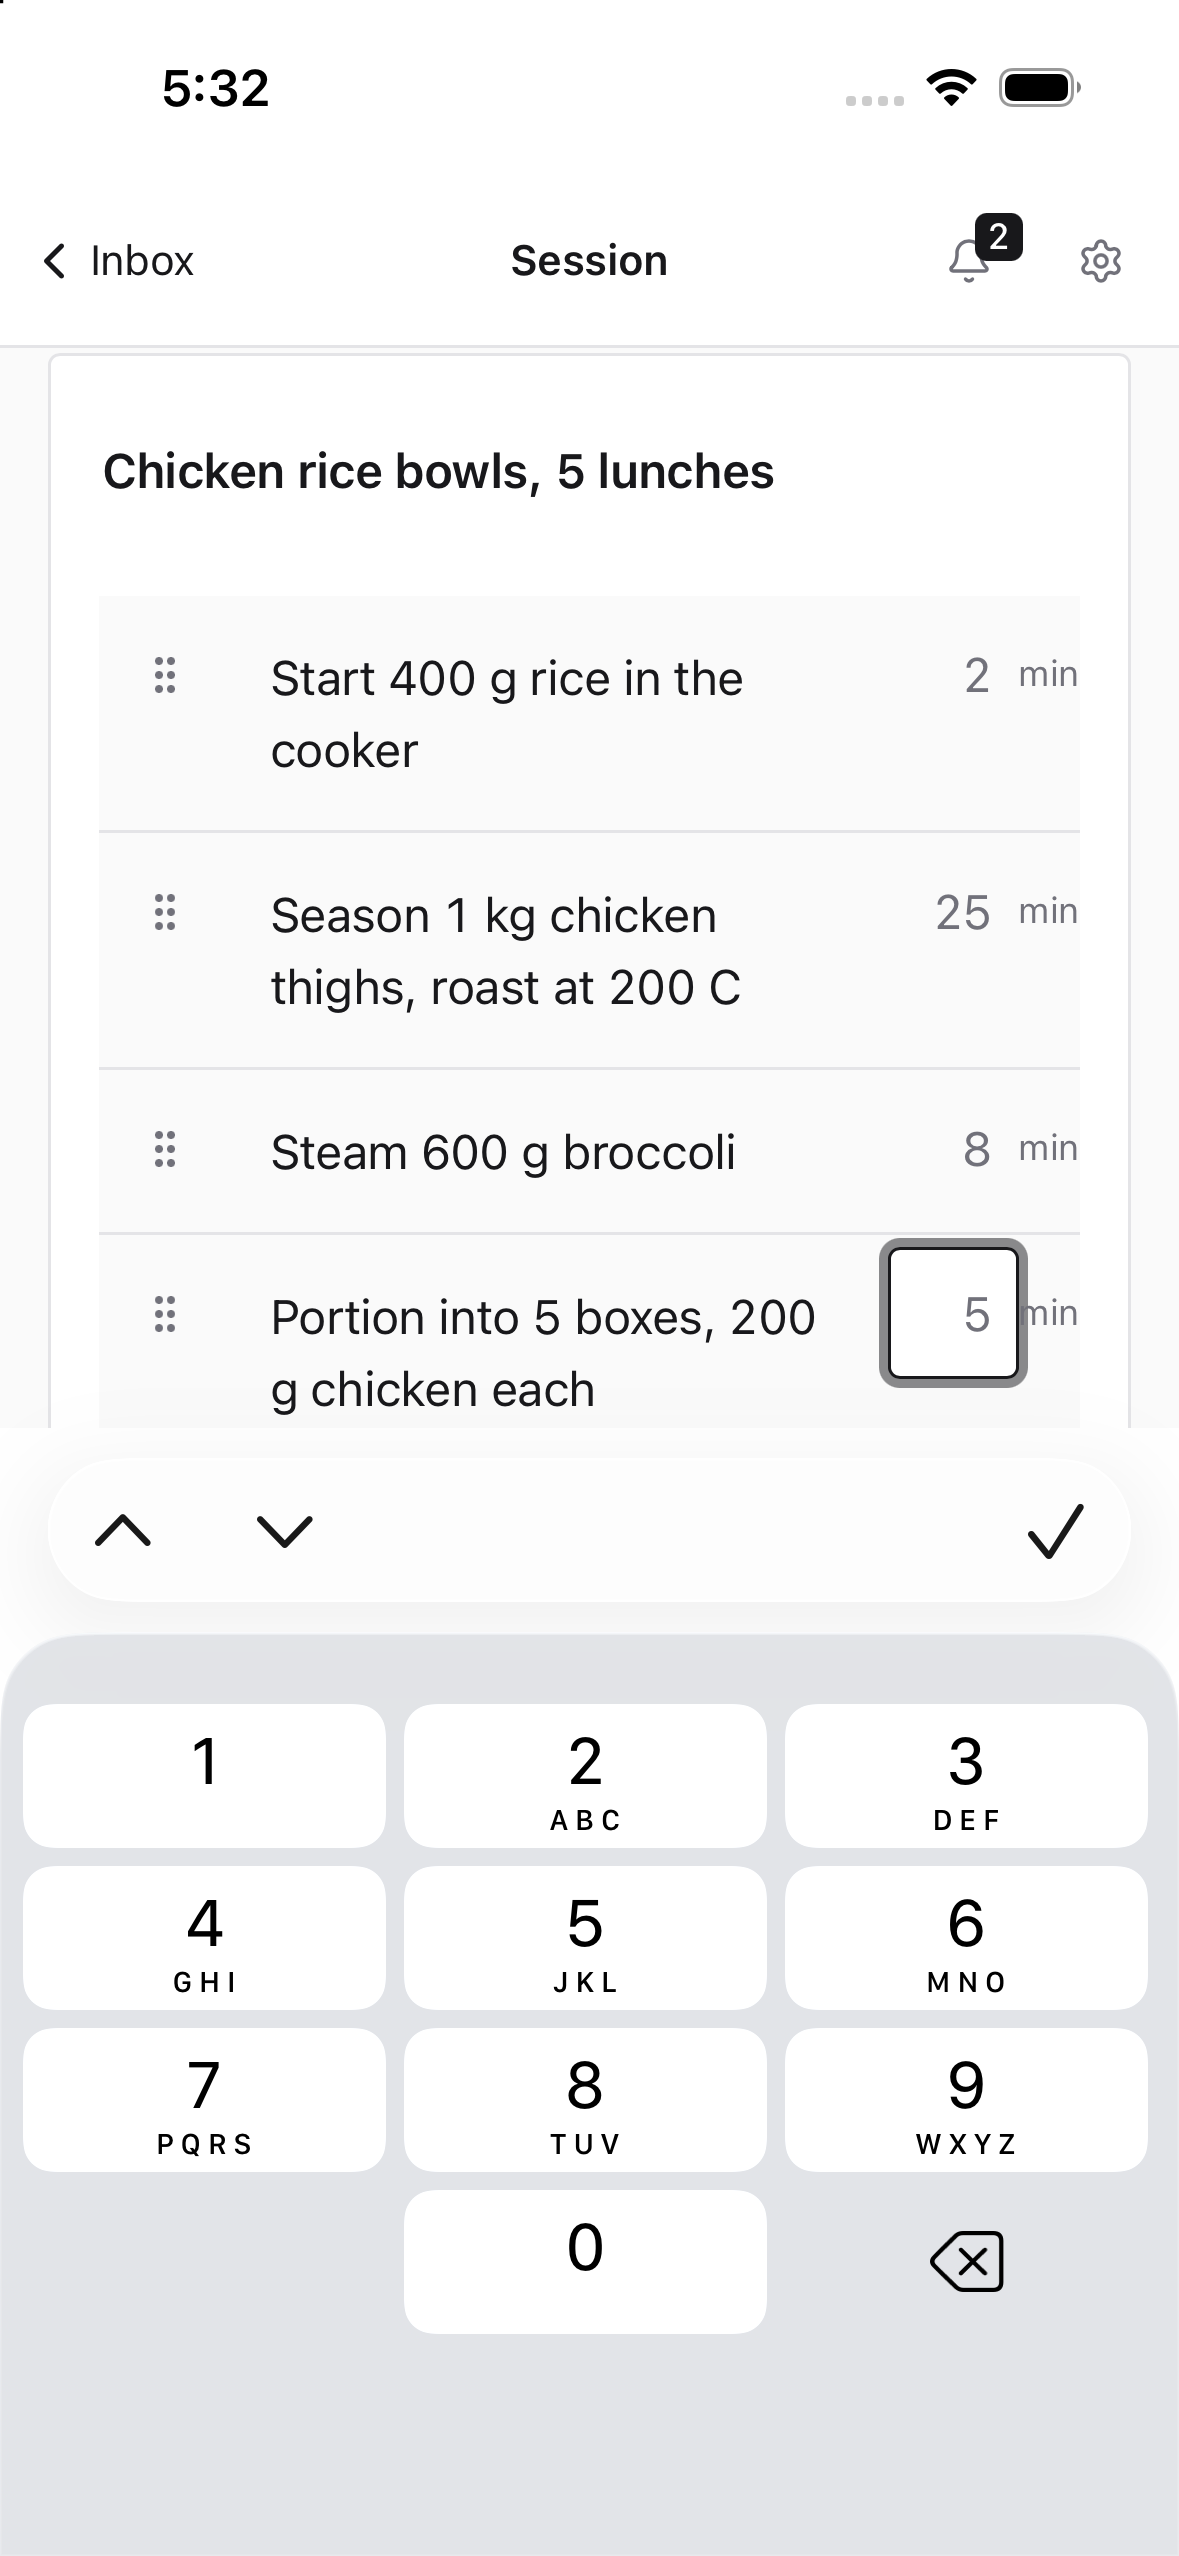 5:32
Inbox
Session
2
Chicken rice bowls, 5 lunches
Start 400 g rice in the
cooker
2 min
Season 1 kg chicken
thighs, roast at 200 C
25 min
Steam 600 g broccoli
8 min
Portion into 5 boxes, 200
g chicken each
5 min
1
2
ABC
3
DEF
4
GHI
5
JKL
6
MNO
7
PQRS
8
TUV
9
WXYZ
0